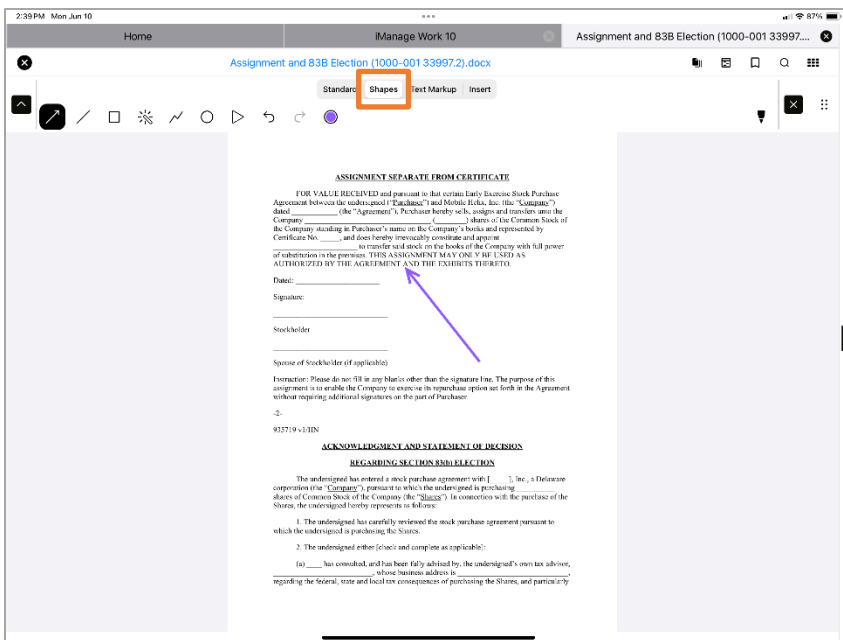 2:39 PM Mon Jun 10
87%
Home
iManage Work 10
Assignment and 83B Election (1000-001 33997....
Assignment and 83B Election (1000-001 33997.2).docx
Standard Shapes Text Markup Insert
ASSIGNMENT SEPARATE FROM CERTIFICATE
FOR VALUE RECEIVED and pursuant to that certain Early Exercise Stock Purchase
Agreement between the undersigned ("Purchaser") and Mobile Helix, Inc. (the "Company")
dated ____________ (the "Agreement"), Purchaser hereby sells, assigns and transfers unto the
Company ____________________________ (________) shares of the Common Stock of
the Company standing in Purchaser's name on the Company's books and represented by
Certificate No. _____, and does hereby irrevocably constitute and appoint
____________________ to transfer said stock on the books of the Company with full power
of substitution in the premises. THIS ASSIGNMENT MAY ONLY BE USED AS
AUTHORIZED BY THE AGREEMENT AND THE EXHIBITS THERETO.
Dated: ____________________
Signature:
Stockholder
Spouse of Stockholder (if applicable)
Instruction: Please do not fill in any blanks other than the signature line. The purpose of this
assignment is to enable the Company to exercise its repurchase option set forth in the Agreement
without requiring additional signatures on the part of Purchaser.
-2-
935719 v1/HN
ACKNOWLEDGMENT AND STATEMENT OF DECISION
REGARDING SECTION 83(b) ELECTION
The undersigned has entered a stock purchase agreement with [_____], Inc., a Delaware
corporation (the "Company"), pursuant to which the undersigned is purchasing ________
shares of Common Stock of the Company (the "Shares"). In connection with the purchase of the
Shares, the undersigned hereby represents as follows:
1. The undersigned has carefully reviewed the stock purchase agreement pursuant to
which the undersigned is purchasing the Shares.
2. The undersigned either [check and complete as applicable]:
(a) ____ has consulted, and has been fully advised by, the undersigned's own tax advisor,
________________________, whose business address is ___________________________,
regarding the federal, state and local tax consequences of purchasing the Shares, and particularly